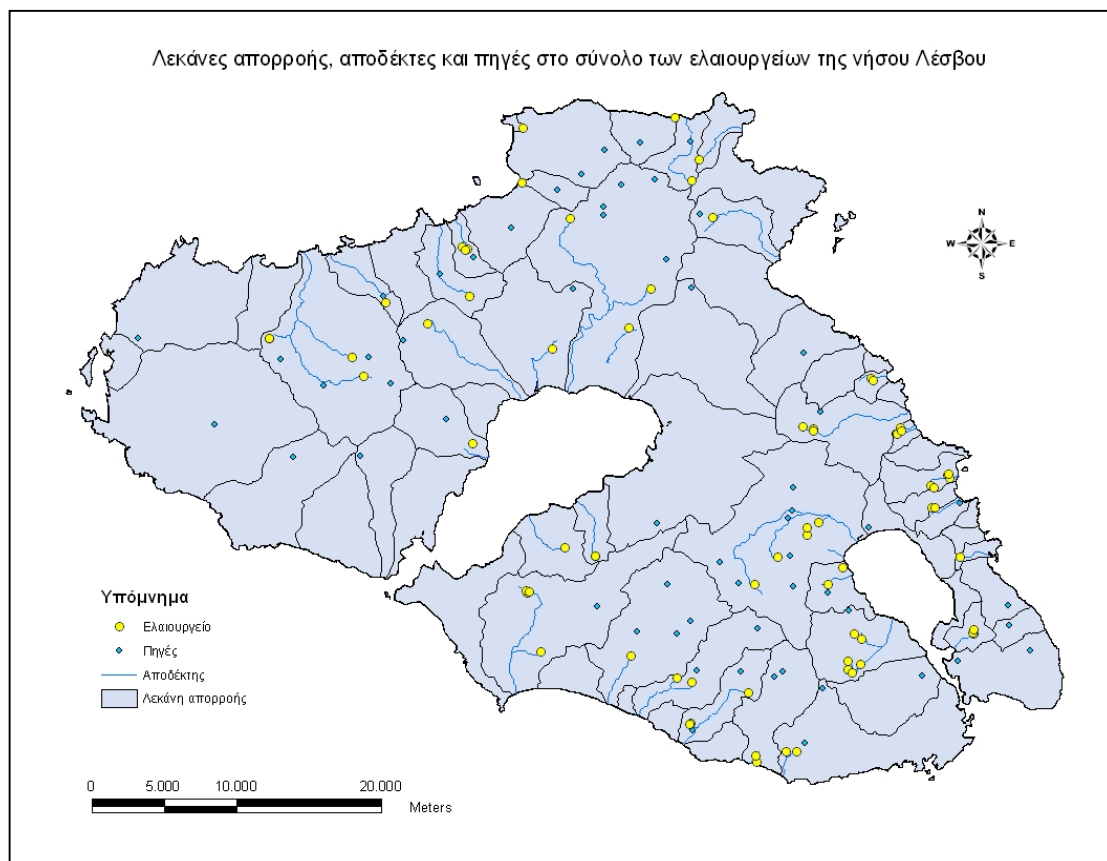 Λεκάνες απορροής, αποδέκτες και πηγές στο σύνολο των ελαιουργείων της νήσου Λέσβου
N
W E
S
Υπόμνημα
Ελαιουργείο
Πηγές
Αποδέκτης
Λεκάνη απορροής
0 5.000 10.000 20.000
Meters